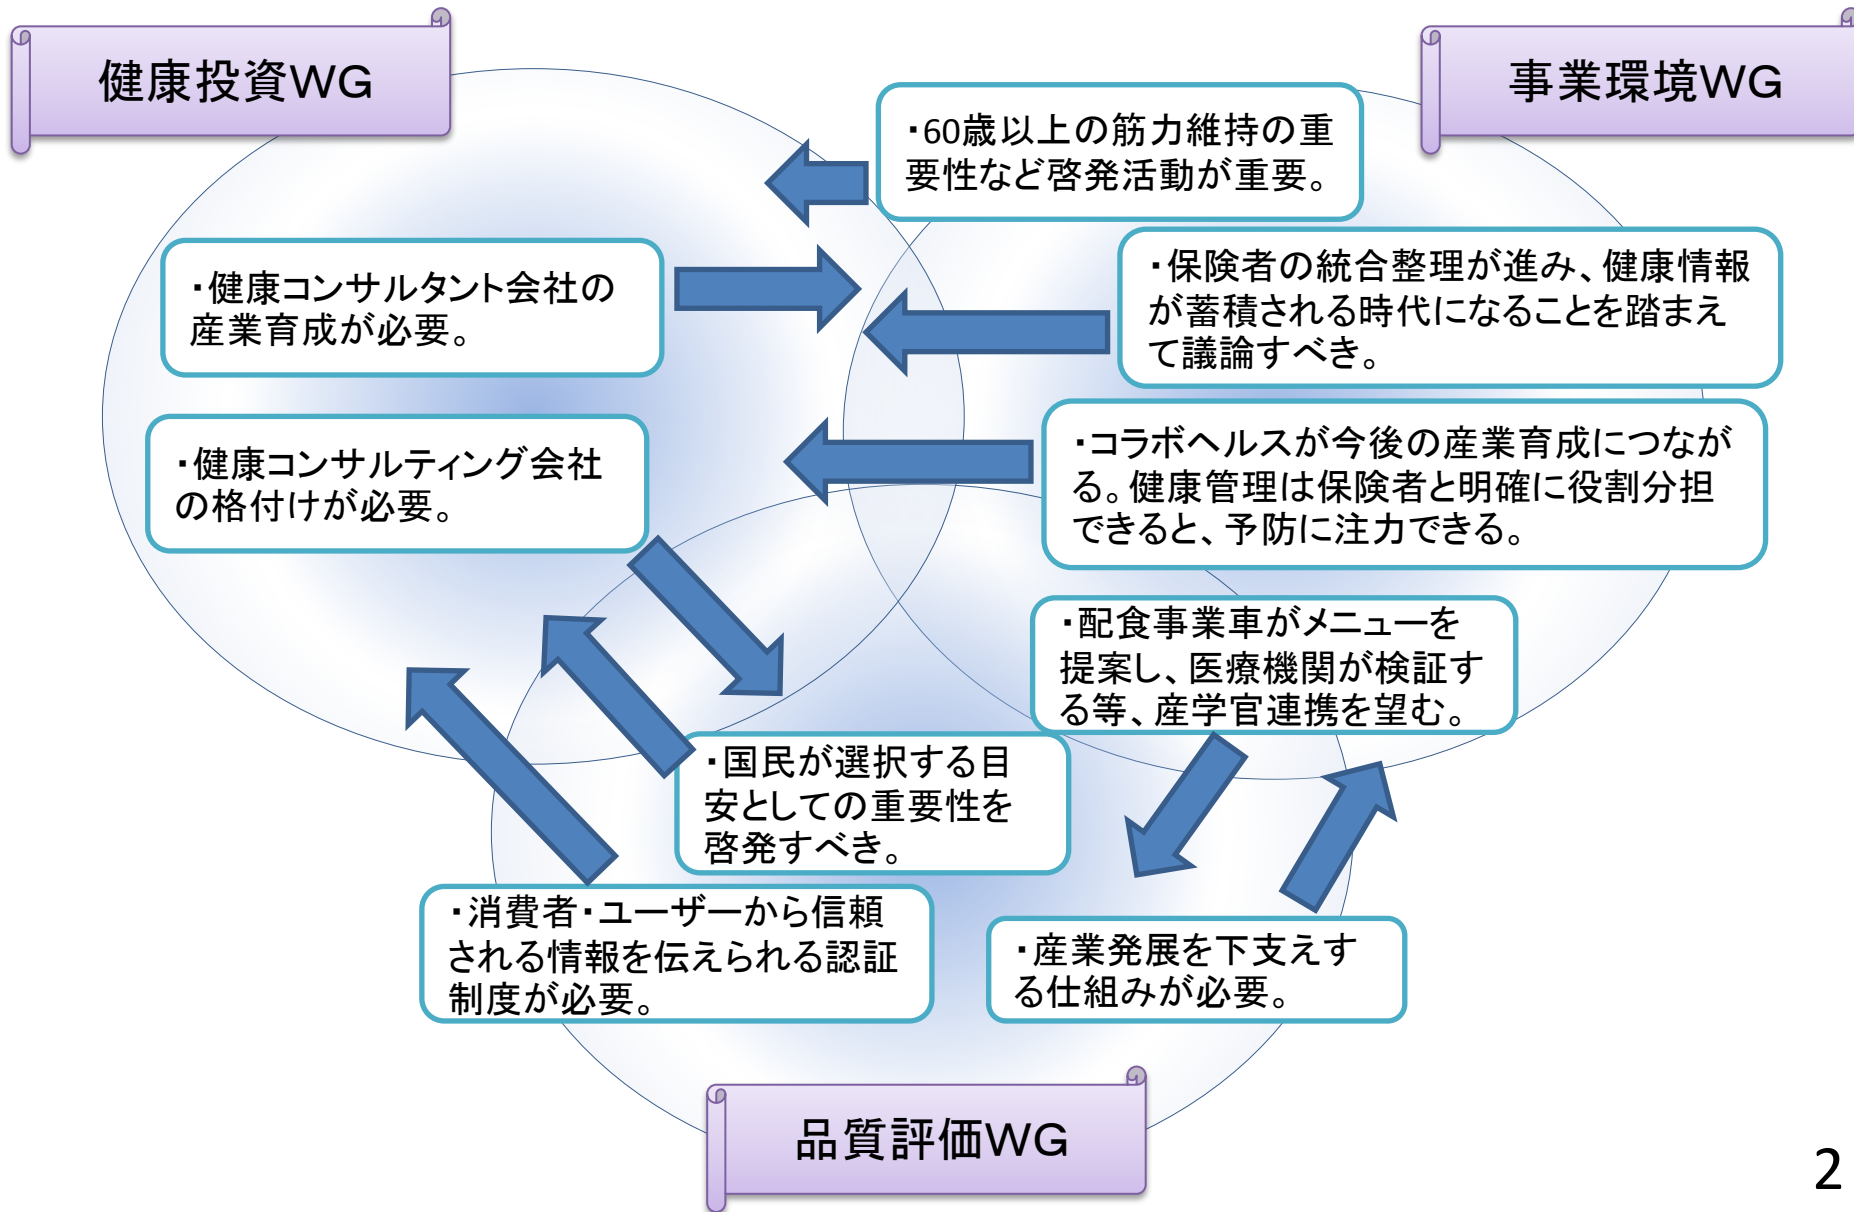 健康投資WG
事業環境WG
・60歳以上の筋力維持の重
要性など啓発活動が重要。
・健康コンサルタント会社の
産業育成が必要。
・保険者の統合整理が進み、健康情報
が蓄積される時代になることを踏まえ
て議論すべき。
・健康コンサルティング会社
の格付けが必要。
・コラボヘルスが今後の産業育成につなが
る。健康管理は保険者と明確に役割分担
できると、予防に注力できる。
・配食事業車がメニューを
提案し、医療機関が検証す
る等、産学官連携を望む。
・国民が選択する目
安としての重要性を
啓発すべき。
・消費者・ユーザーから信頼
される情報を伝えられる認証
制度が必要。
・産業発展を下支えす
る仕組みが必要。
品質評価WG
2